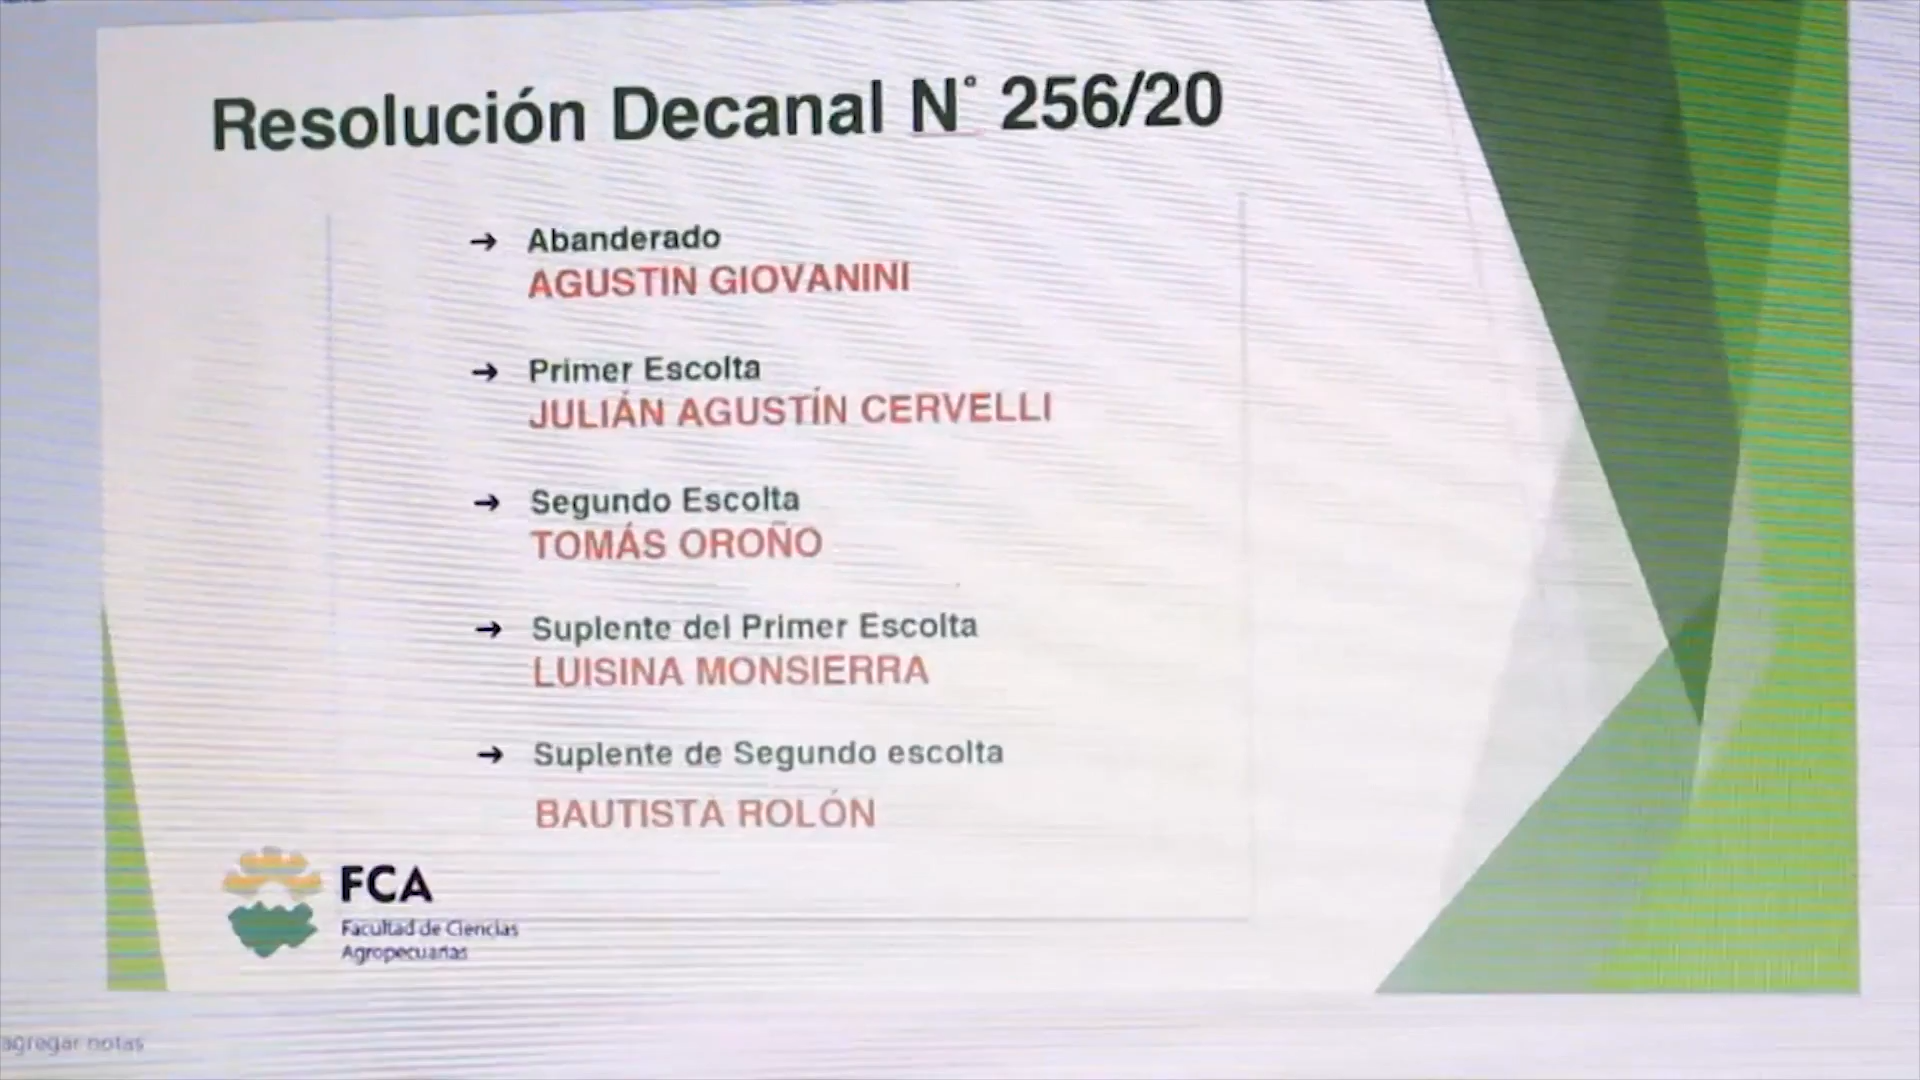 Resolución Decanal N° 256/20
→ Abanderado
AGUSTIN GIOVANINI
→ Primer Escolta
JULIÁN AGUSTÍN CERVELLI
→ Segundo Escolta
TOMÁS OROÑO
→ Suplente del Primer Escolta
LUISINA MONSIERRA
→ Suplente de Segundo escolta
BAUTISTA ROLÓN
FCA
Facultad de Ciencias
Agropecuarias
agregar notas